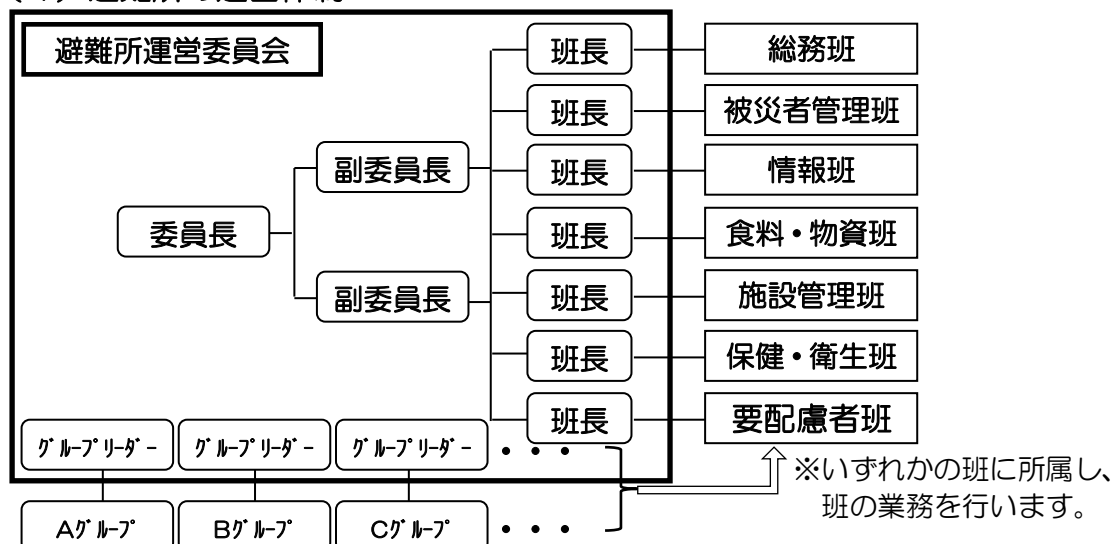 避難所運営委員会
委員長
副委員長
副委員長
班長 総務班
班長 被災者管理班
班長 情報班
班長 食料・物資班
班長 施設管理班
班長 保健・衛生班
班長 要配慮者班
ｸﾞﾙｰﾌﾟﾘｰﾀﾞｰ ｸﾞﾙｰﾌﾟﾘｰﾀﾞｰ ｸﾞﾙｰﾌﾟﾘｰﾀﾞｰ ・・・
※いずれかの班に所属し、
班の業務を行います。
Aｸﾞﾙｰﾌﾟ Bｸﾞﾙｰﾌﾟ Cｸﾞﾙｰﾌﾟ ・・・